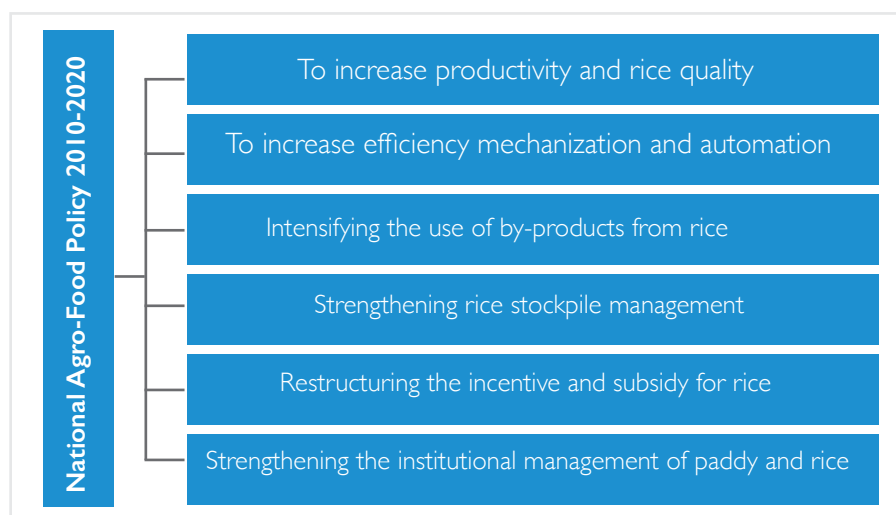 National Agro-Food Policy 2010-2020
To increase productivity and rice quality
To increase efficiency mechanization and automation
Intensifying the use of by-products from rice
Strengthening rice stockpile management
Restructuring the incentive and subsidy for rice
Strengthening the institutional management of paddy and rice